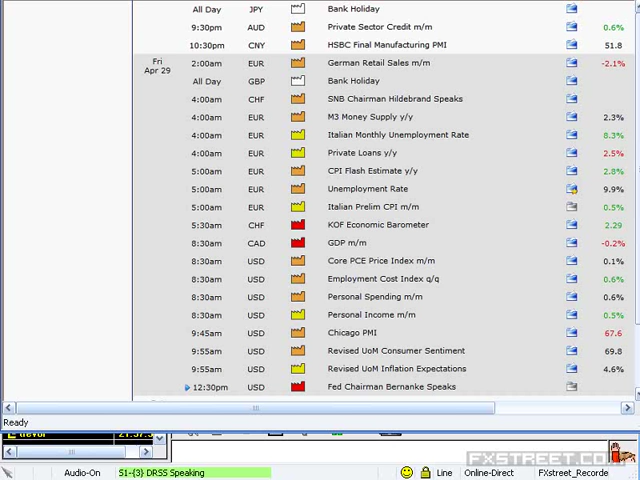 All Day JPY Bank Holiday
9:30pm AUD Private Sector Credit m/m 0.6%
10:30pm CNY HSBC Final Manufacturing PMI 51.8
Fri Apr 29 2:00am EUR German Retail Sales m/m -2.1%
All Day GBP Bank Holiday
4:00am CHF SNB Chairman Hildebrand Speaks
4:00am EUR M3 Money Supply y/y 2.3%
4:00am EUR Italian Monthly Unemployment Rate 8.3%
4:00am EUR Private Loans y/y 2.5%
5:00am EUR CPI Flash Estimate y/y 2.8%
5:00am EUR Unemployment Rate 9.9%
5:00am EUR Italian Prelim CPI m/m 0.5%
5:30am CHF KOF Economic Barometer 2.29
8:30am CAD GDP m/m -0.2%
8:30am USD Core PCE Price Index m/m 0.1%
8:30am USD Employment Cost Index q/q 0.6%
8:30am USD Personal Spending m/m 0.6%
8:30am USD Personal Income m/m 0.5%
9:45am USD Chicago PMI 67.6
9:55am USD Revised UoM Consumer Sentiment 69.8
9:55am USD Revised UoM Inflation Expectations 4.6%
12:30pm USD Fed Chairman Bernanke Speaks
Ready
FXSTREET.COM
Audio-On S1-{3} DRSS Speaking Line Online-Direct FXstreet_Recorde